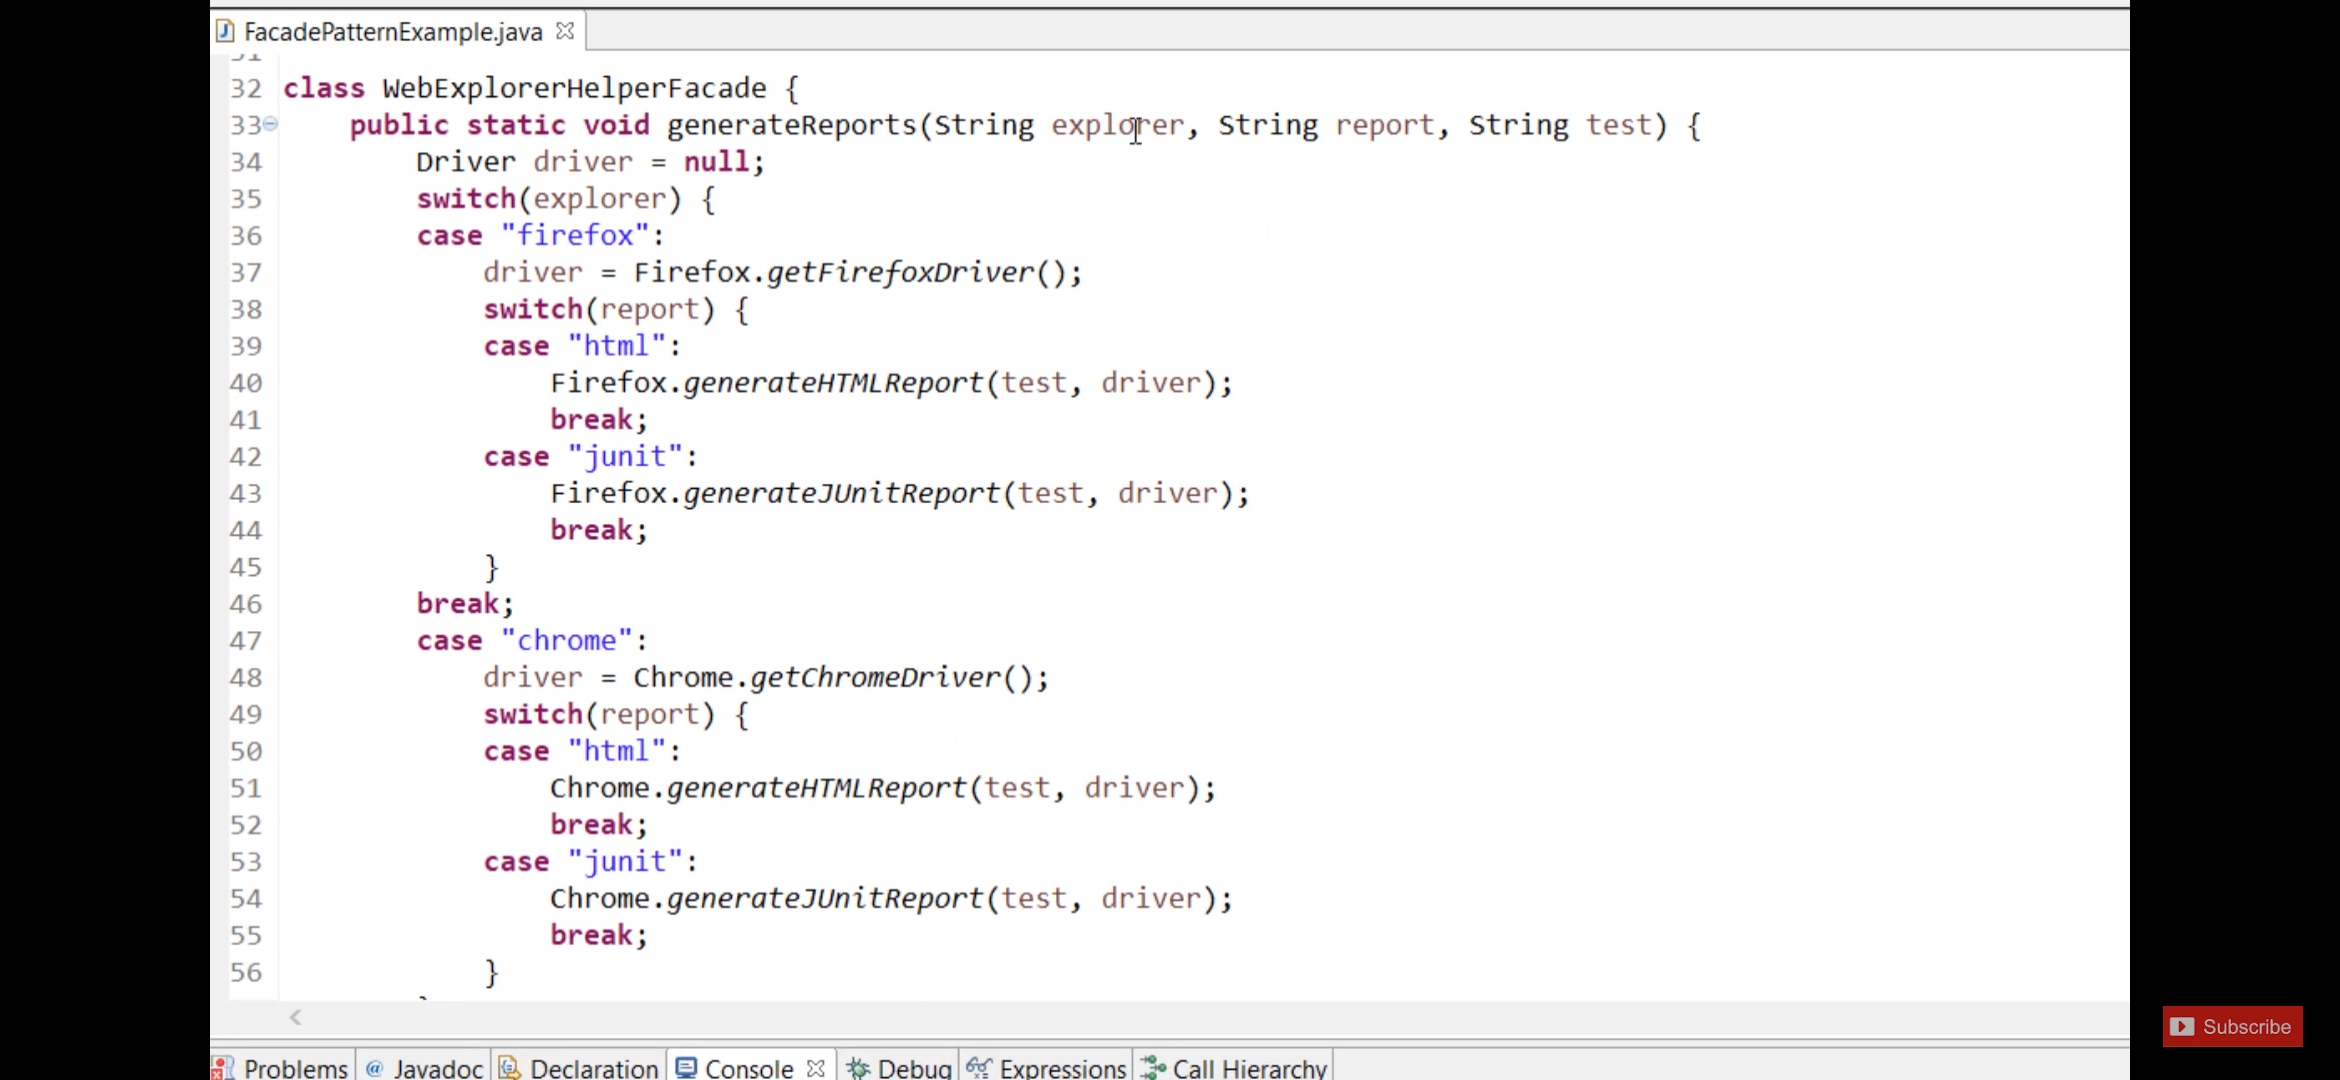 FacadePatternExample.java
31
32 class WebExplorerHelperFacade {
33 public static void generateReports(String explorer, String report, String test) {
34 Driver driver = null;
35 switch(explorer) {
36 case "firefox":
37 driver = Firefox.getFirefoxDriver();
38 switch(report) {
39 case "html":
40 Firefox.generateHTMLReport(test, driver);
41 break;
42 case "junit":
43 Firefox.generateJUnitReport(test, driver);
44 break;
45 }
46 break;
47 case "chrome":
48 driver = Chrome.getChromeDriver();
49 switch(report) {
50 case "html":
51 Chrome.generateHTMLReport(test, driver);
52 break;
53 case "junit":
54 Chrome.generateJUnitReport(test, driver);
55 break;
56 }
Subscribe
Problems @ Javadoc Declaration Console Debug Expressions Call Hierarchy